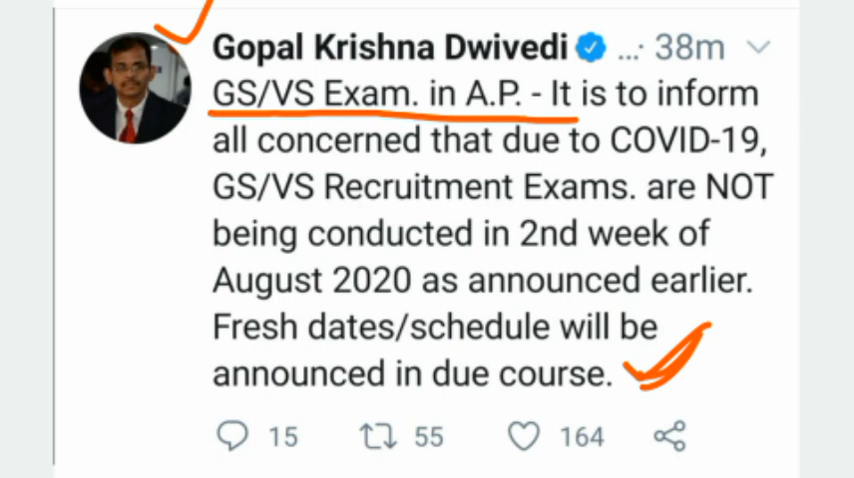 Gopal Krishna Dwivedi ... · 38m
GS/VS Exam. in A.P. - It is to inform
all concerned that due to COVID-19,
GS/VS Recruitment Exams. are NOT
being conducted in 2nd week of
August 2020 as announced earlier.
Fresh dates/schedule will be
announced in due course.
15 55 164